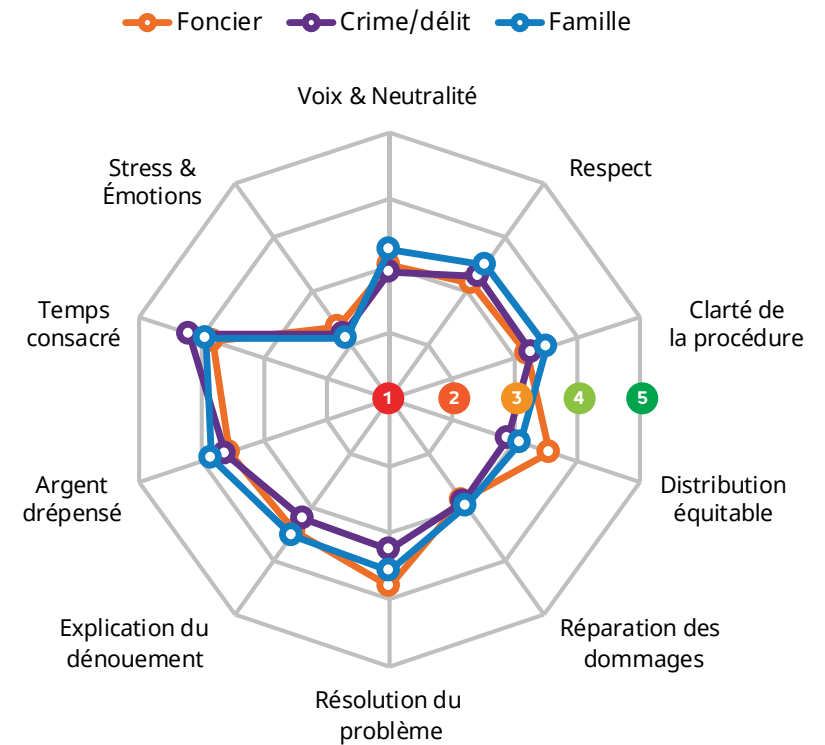 Foncier Crime/délit Famille
Voix & Neutralité
Stress &
Émotions
Respect
Temps
consacré
Clarté de
la procédure
1 2 3 4 5
Argent
drépensé
Distribution
équitable
Explication du
dénouement
Réparation des
dommages
Résolution du
problème